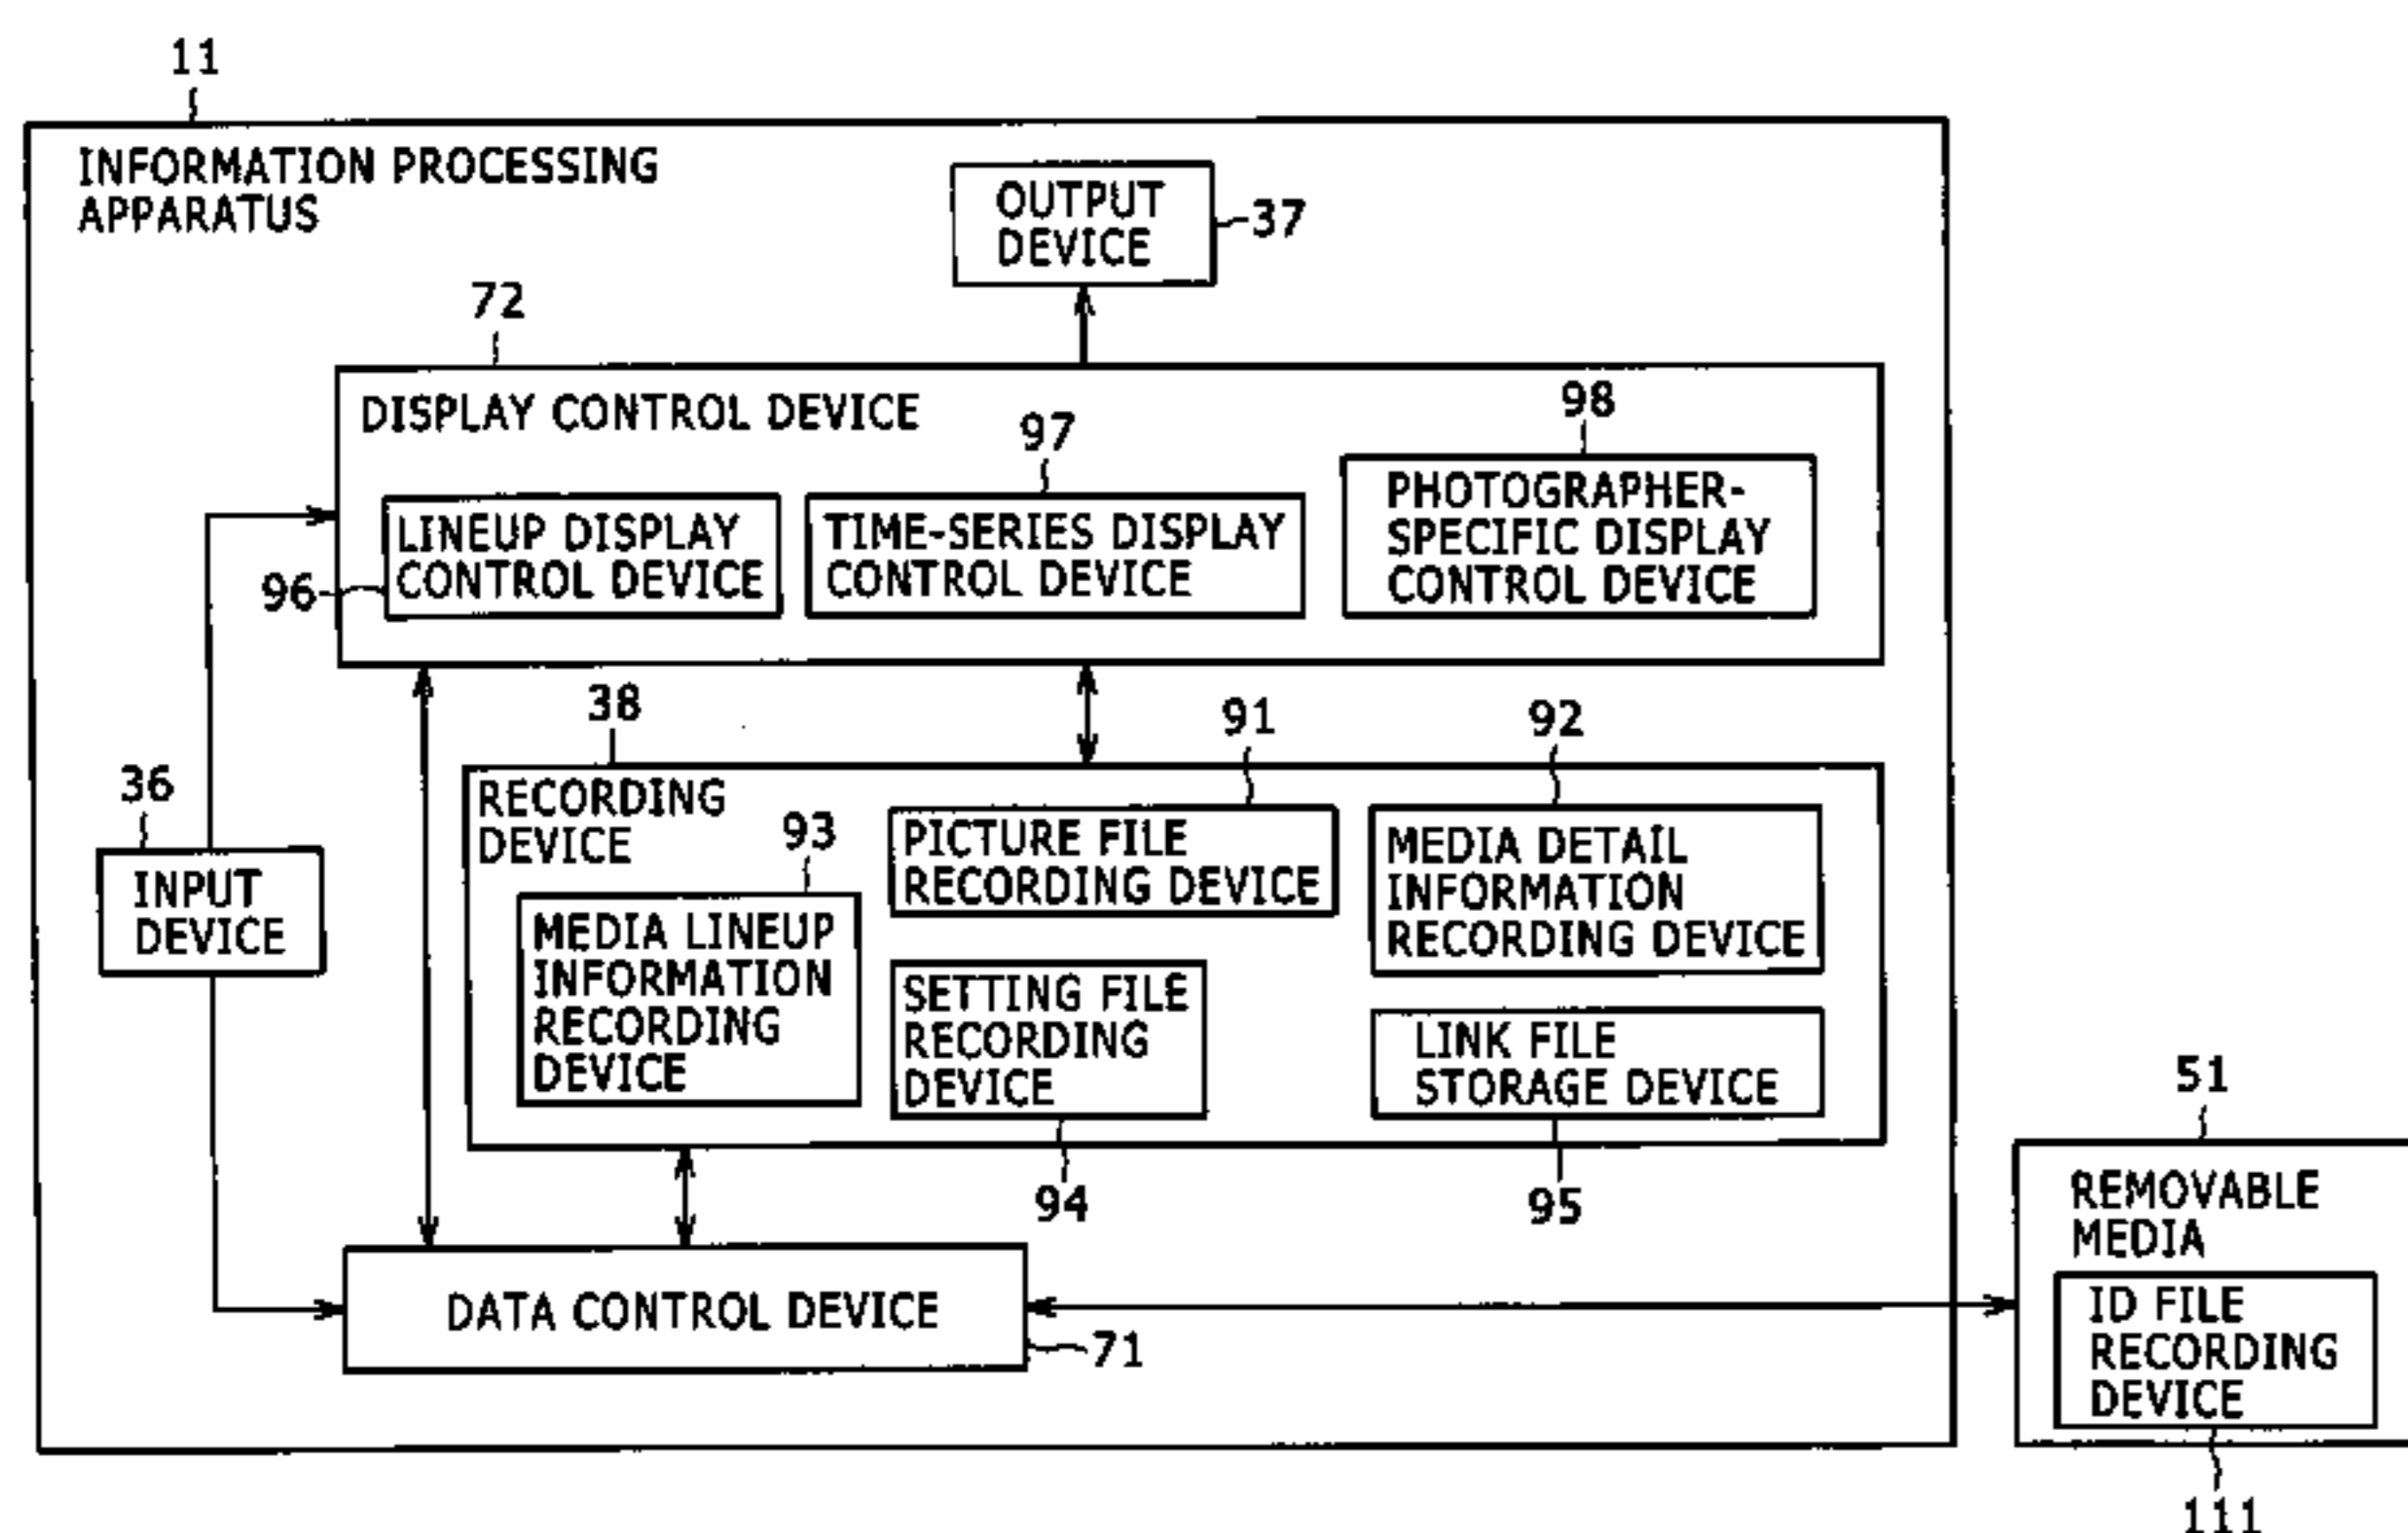 11
INFORMATION PROCESSING
APPARATUS
OUTPUT
DEVICE
37
72
DISPLAY CONTROL DEVICE
98
97
PHOTOGRAPHER-
SPECIFIC DISPLAY
CONTROL DEVICE
LINEUP DISPLAY
CONTROL DEVICE
TIME-SERIES DISPLAY
CONTROL DEVICE
96
38
91
92
36
RECORDING
DEVICE
93
PICTURE FILE
RECORDING DEVICE
MEDIA DETAIL
INFORMATION
RECORDING DEVICE
INPUT
DEVICE
MEDIA LINEUP
INFORMATION
RECORDING
DEVICE
SETTING FILE
RECORDING
DEVICE
LINK FILE
STORAGE DEVICE
51
94
95
REMOVABLE
MEDIA
DATA CONTROL DEVICE
71
ID FILE
RECORDING
DEVICE
111